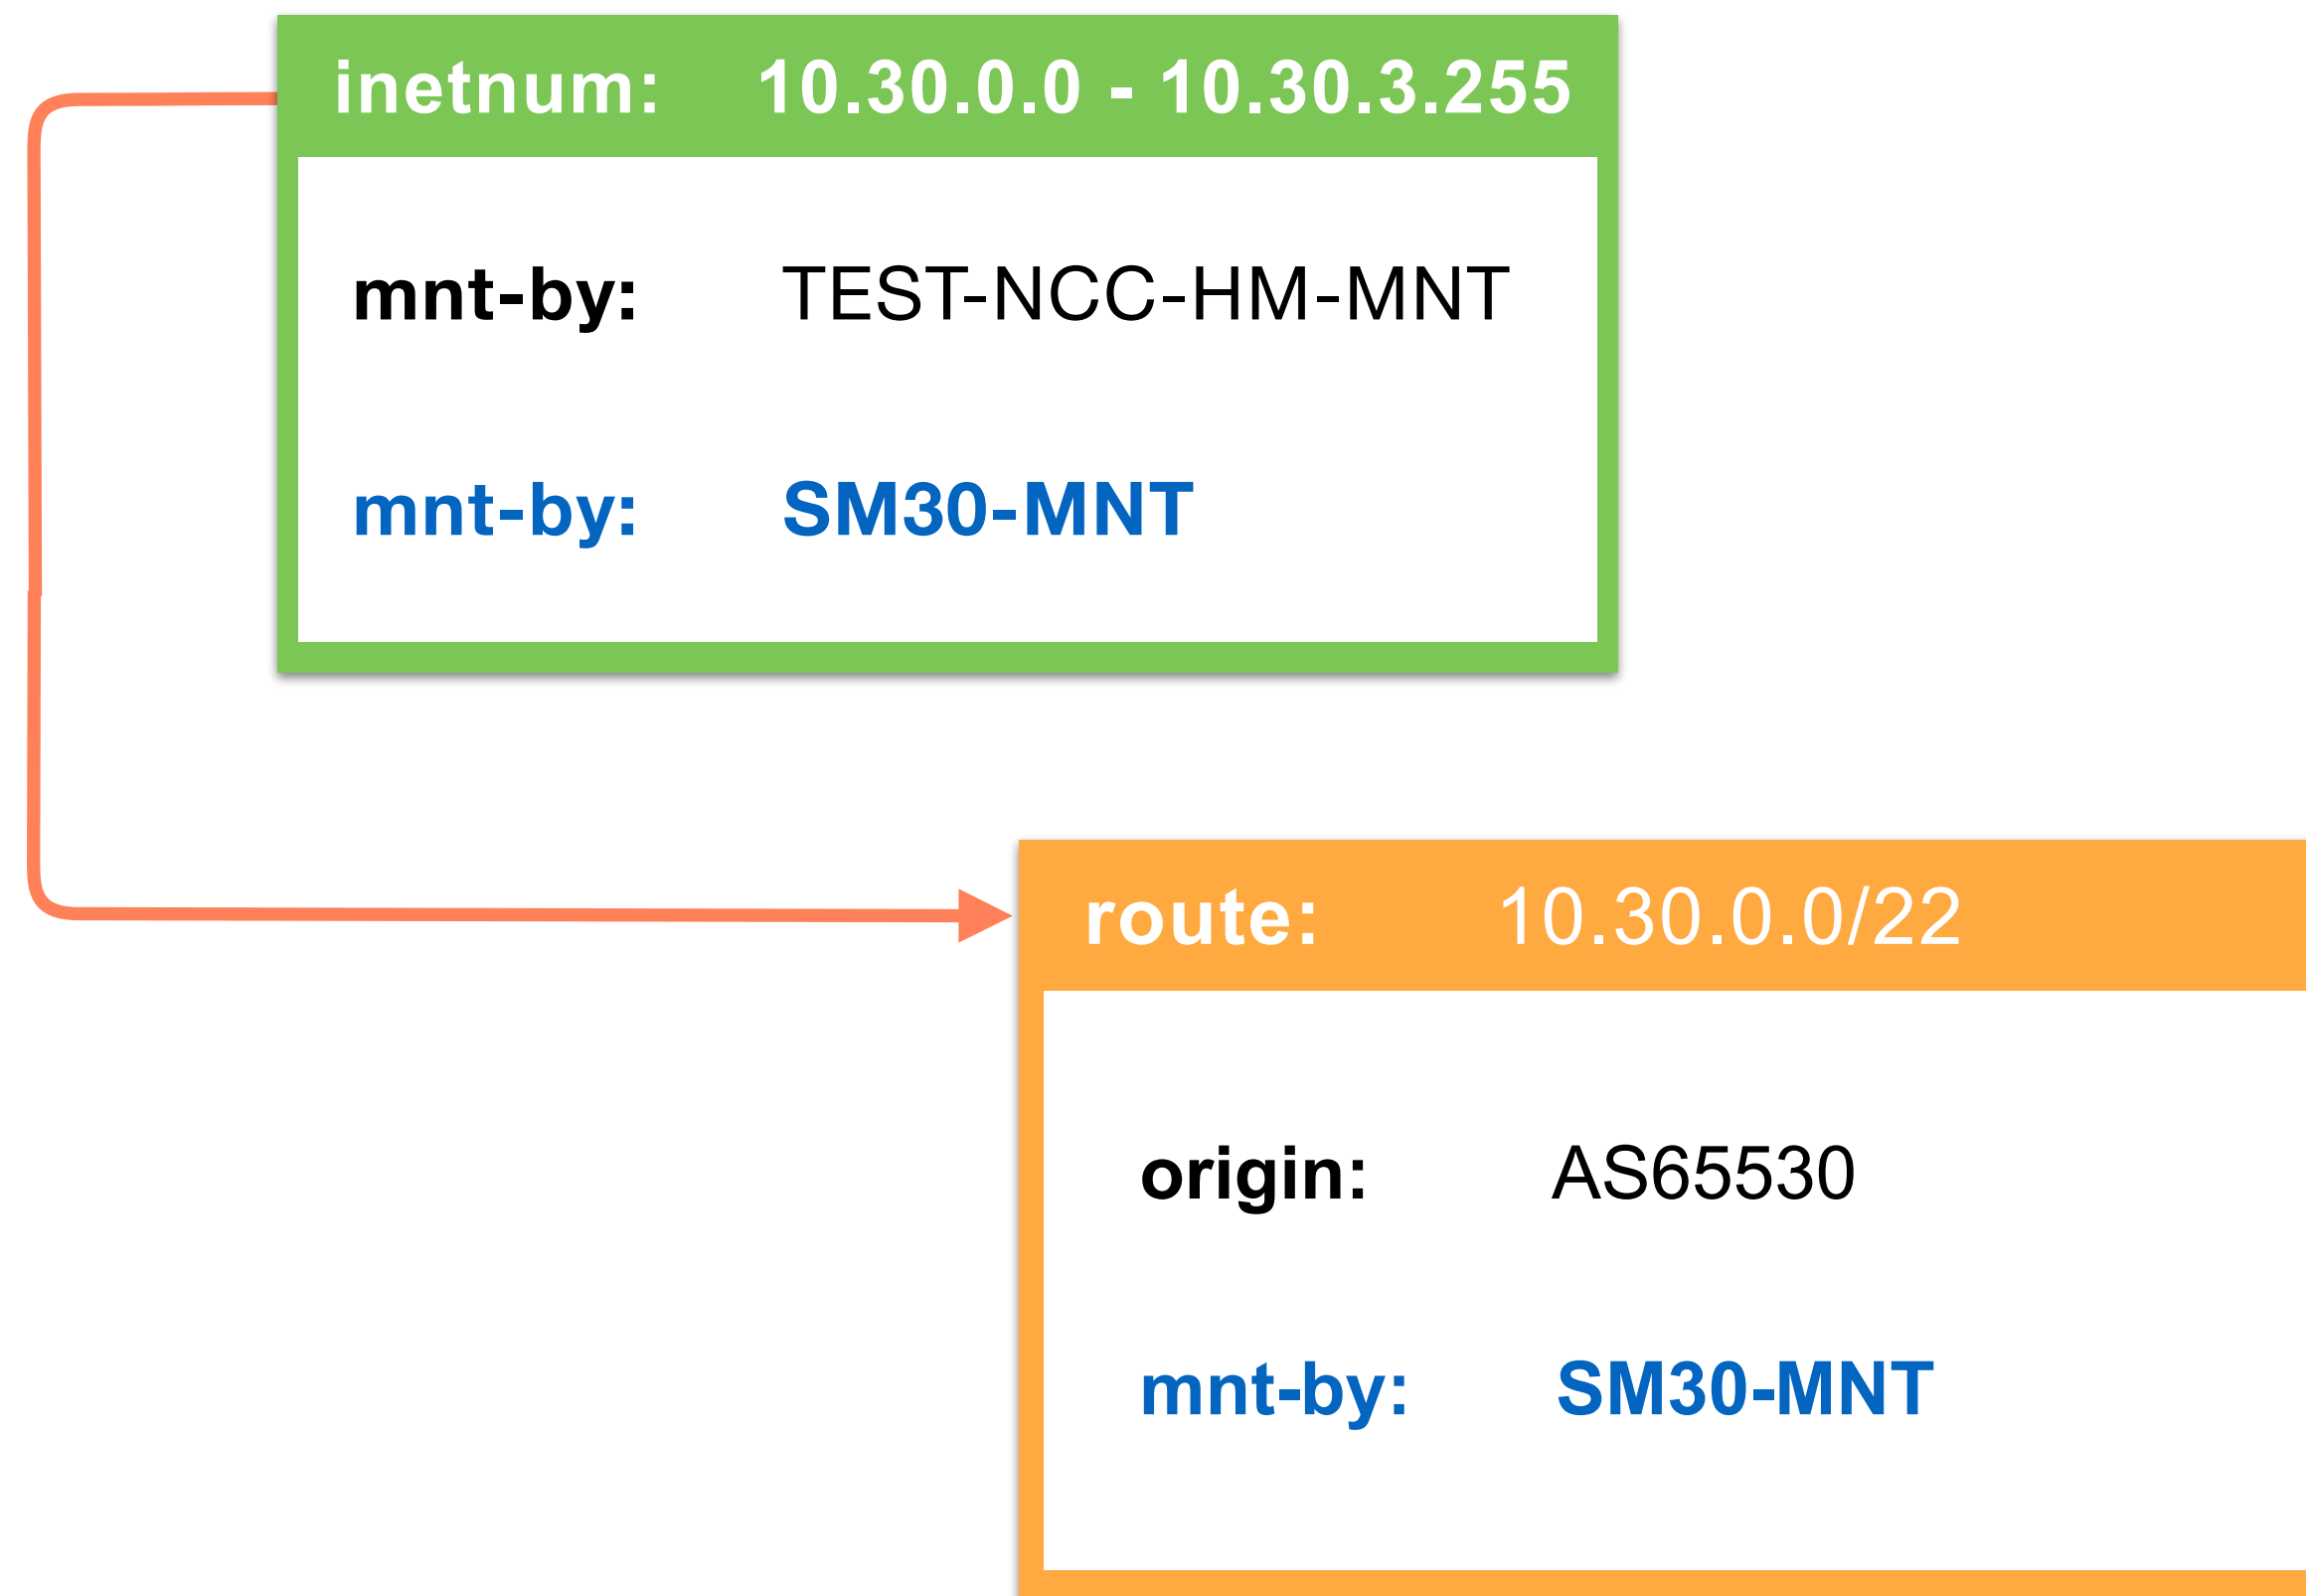 inetnum: 10.30.0.0 - 10.30.3.255
mnt-by: TEST-NCC-HM-MNT
mnt-by: SM30-MNT
route: 10.30.0.0/22
origin: AS65530
mnt-by: SM30-MNT